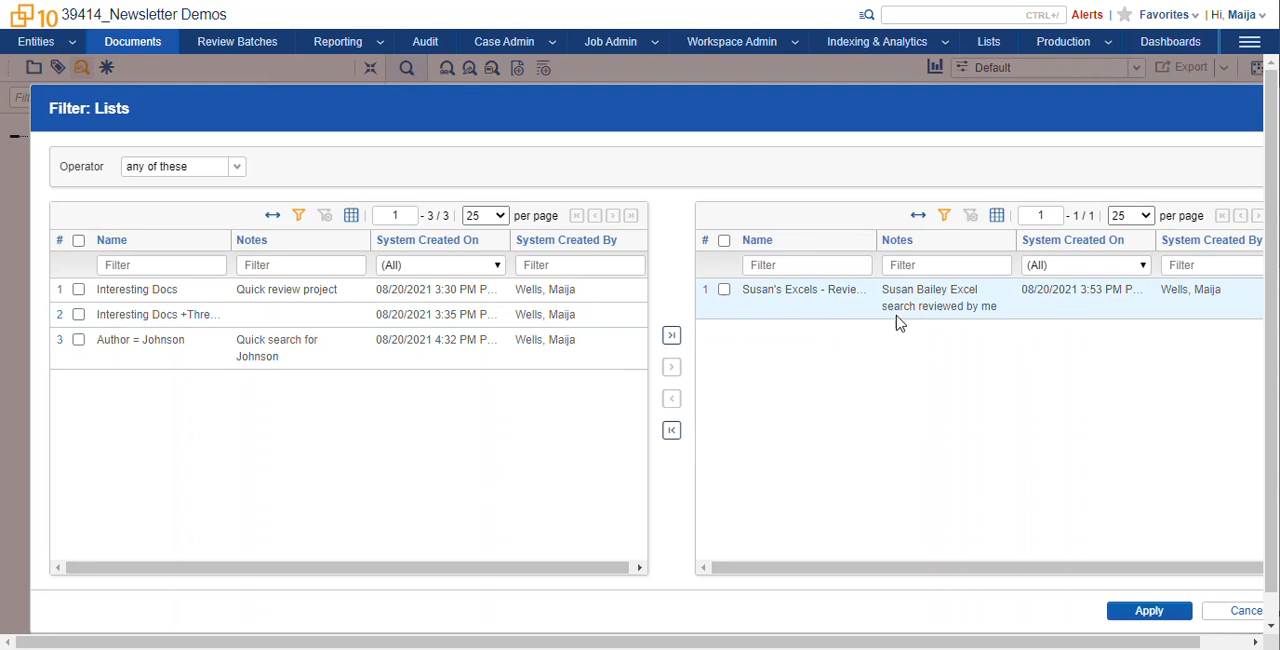 10 39414_Newsletter Demos CTRL+/ Alerts | Favorites | Hi, Maija
Entities Documents Review Batches Reporting Audit Case Admin Job Admin Workspace Admin Indexing & Analytics Lists Production Dashboards
Default Export
Filter: Lists
Operator any of these
1 - 3 / 3 25 per page
# Name Notes System Created On System Created By
Filter Filter (All) Filter
1 Interesting Docs Quick review project 08/20/2021 3:30 PM P... Wells, Maija
2 Interesting Docs +Thre... 08/20/2021 3:35 PM P... Wells, Maija
3 Author = Johnson Quick search for 08/20/2021 4:32 PM P... Wells, Maija
Johnson
1 - 1 / 1 25 per page
# Name Notes System Created On System Created By
Filter Filter (All) Filter
1 Susan's Excels - Revie... Susan Bailey Excel 08/20/2021 3:53 PM P... Wells, Maija
search reviewed by me
Apply Cance